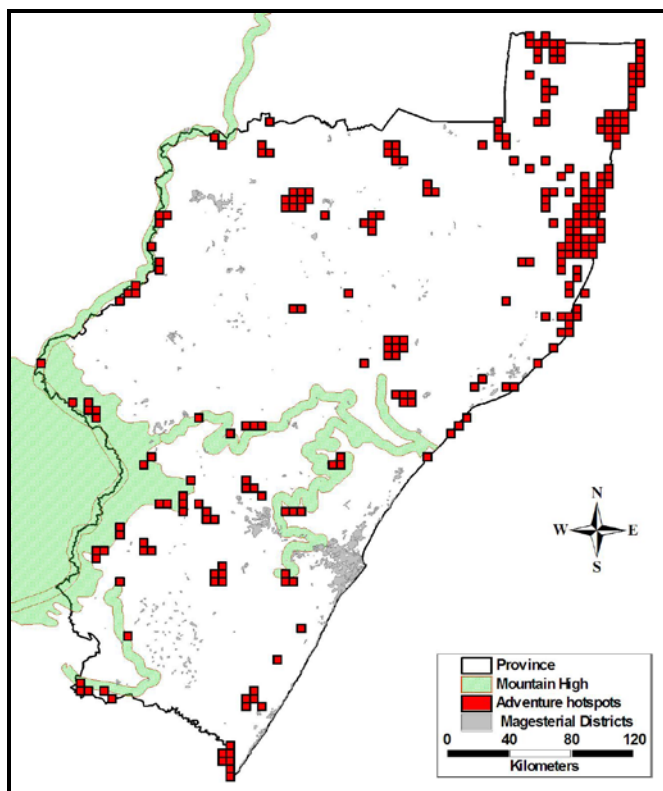 N
W E
S
Province
Mountain High
Adventure hotspots
Magesterial Districts
0 40 80 120
Kilometers